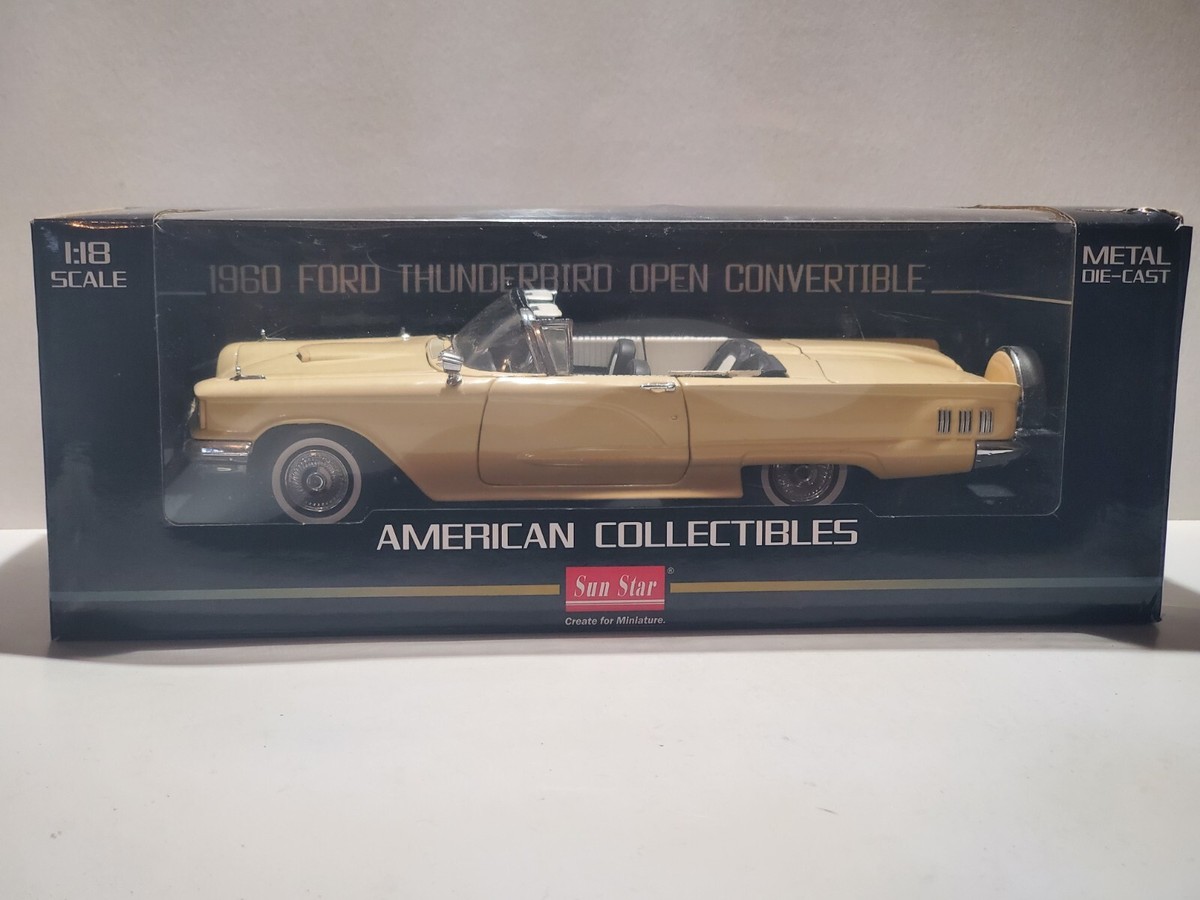 1:18
SCALE
1960 FORD THUNDERBIRD OPEN CONVERTIBLE
METAL
DIE-CAST
AMERICAN COLLECTIBLES
Sun Star®
Create for Miniature.